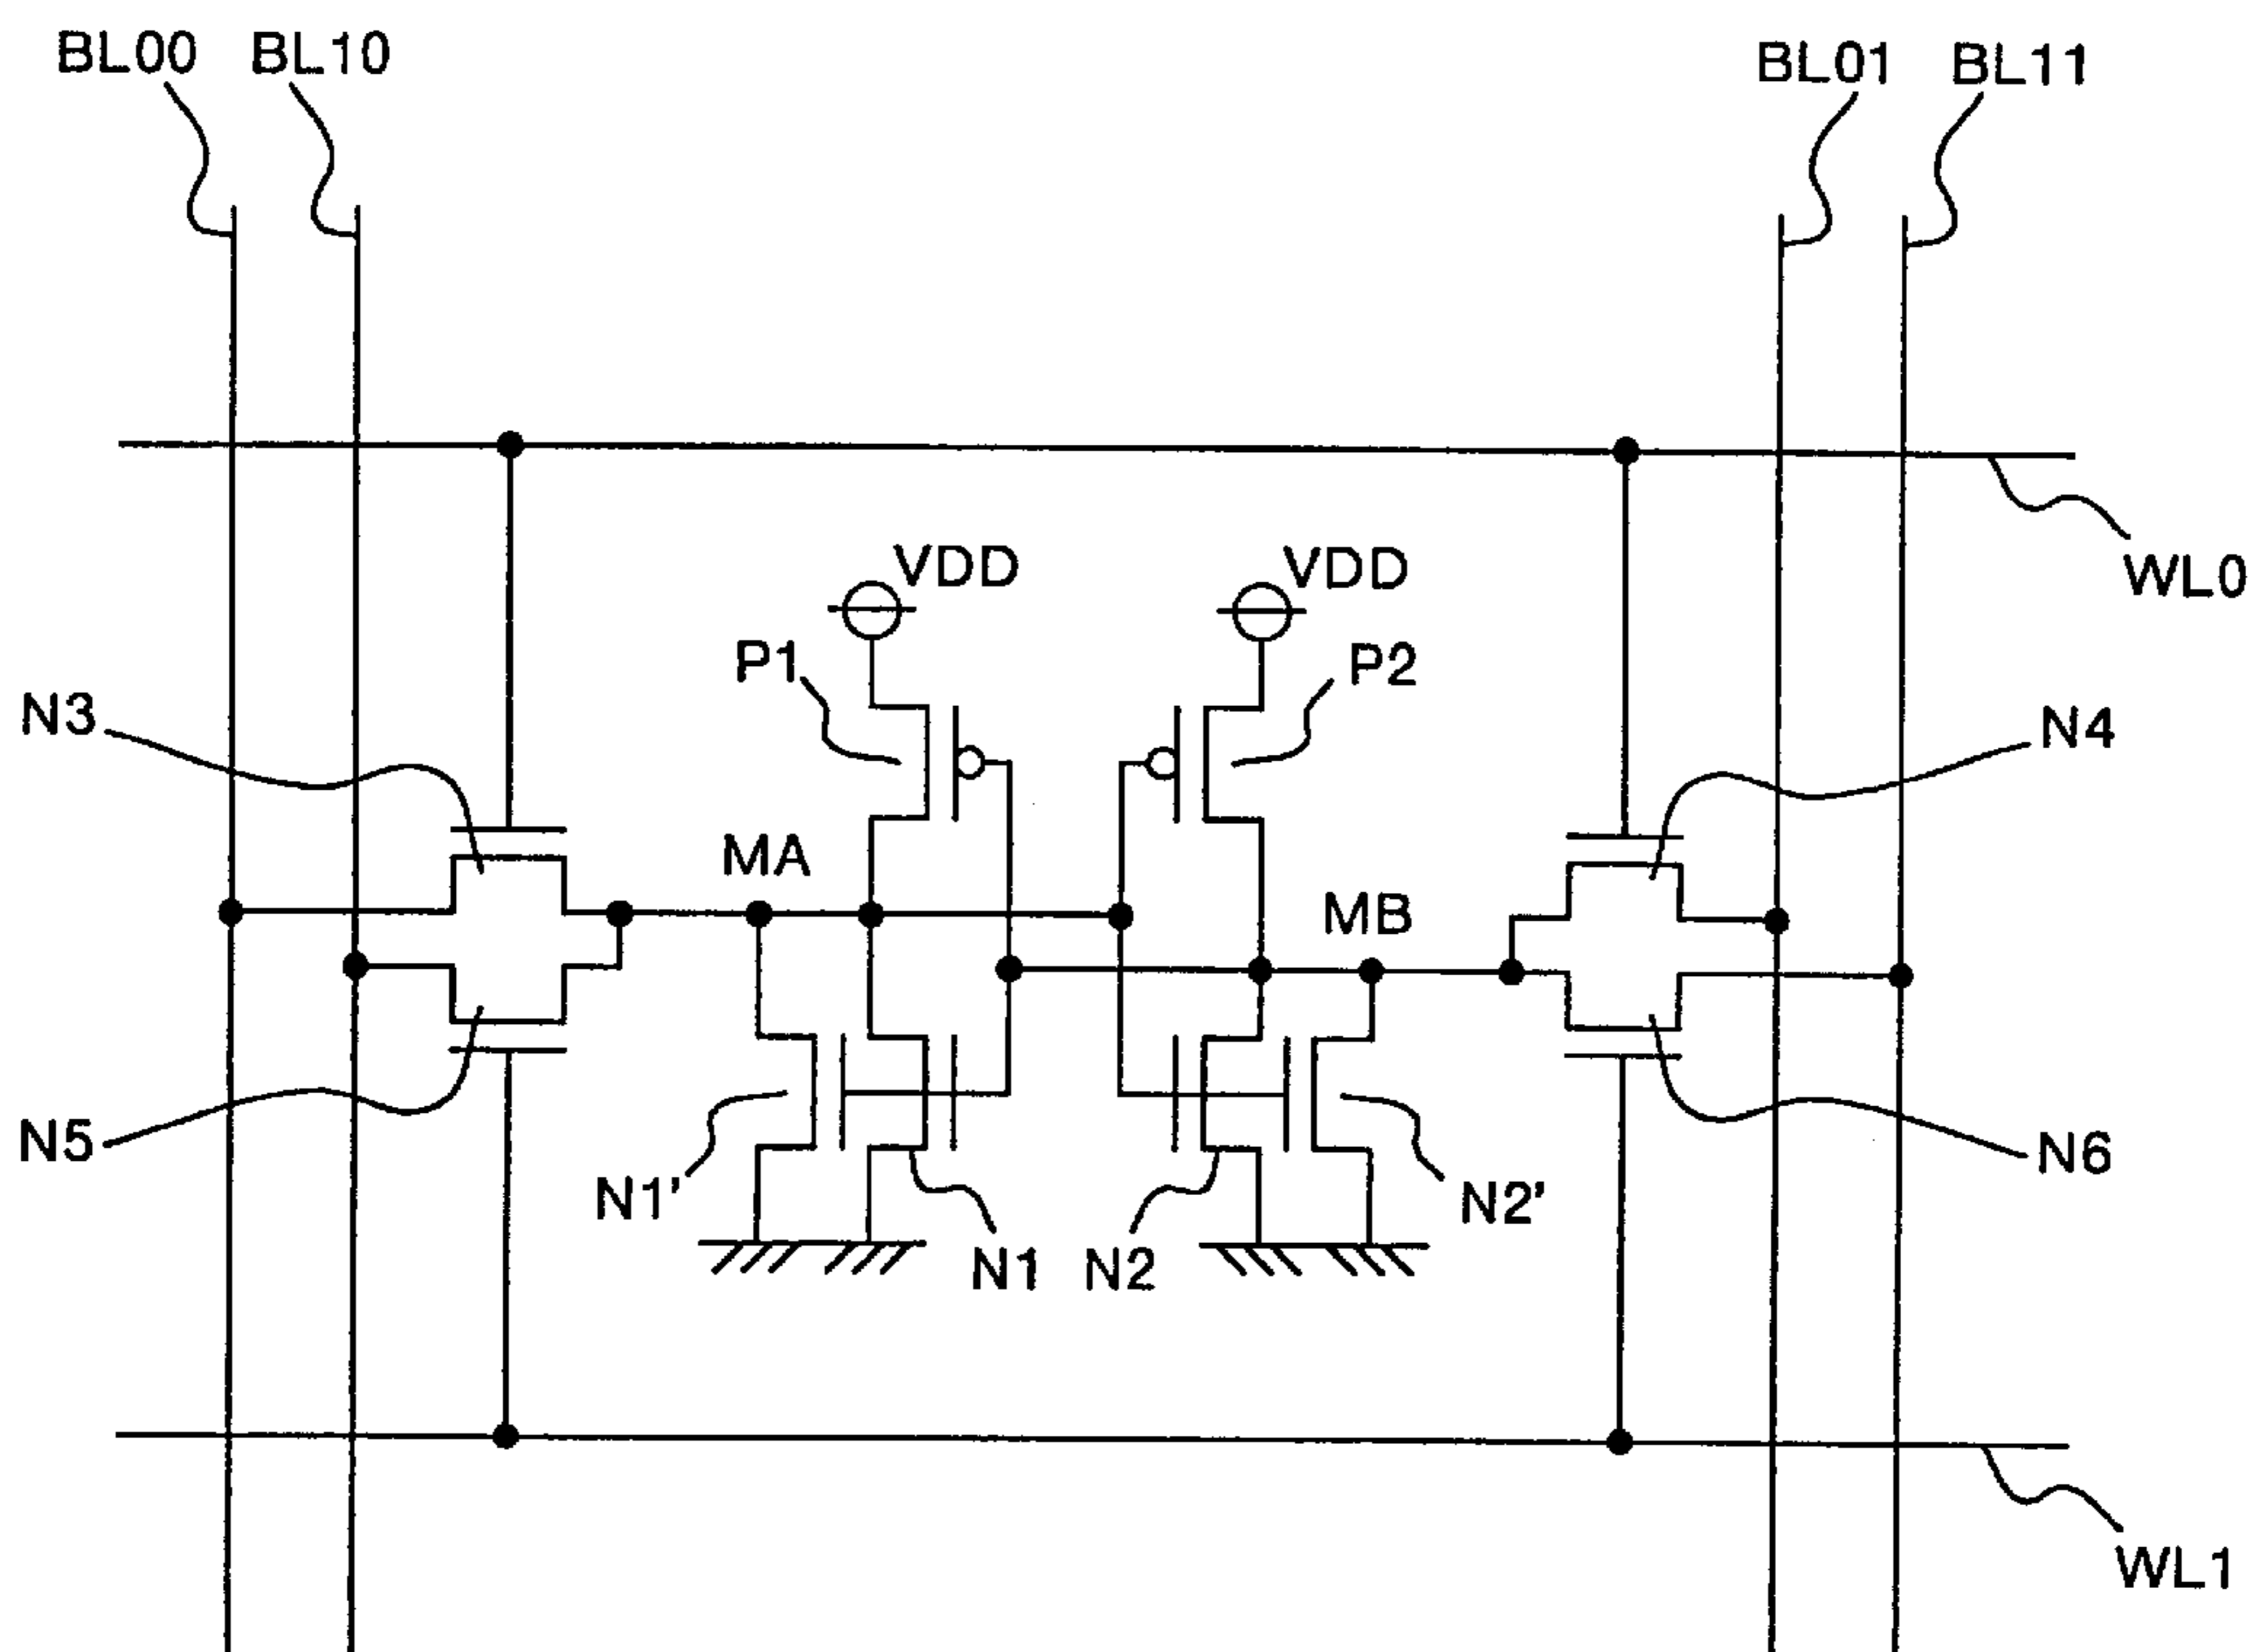 BL00 BL10 BL01 BL11
WL0
VDD VDD
P1 P2
N3 N4
MA
MB
N5 N6
N1' N2'
N1 N2
WL1